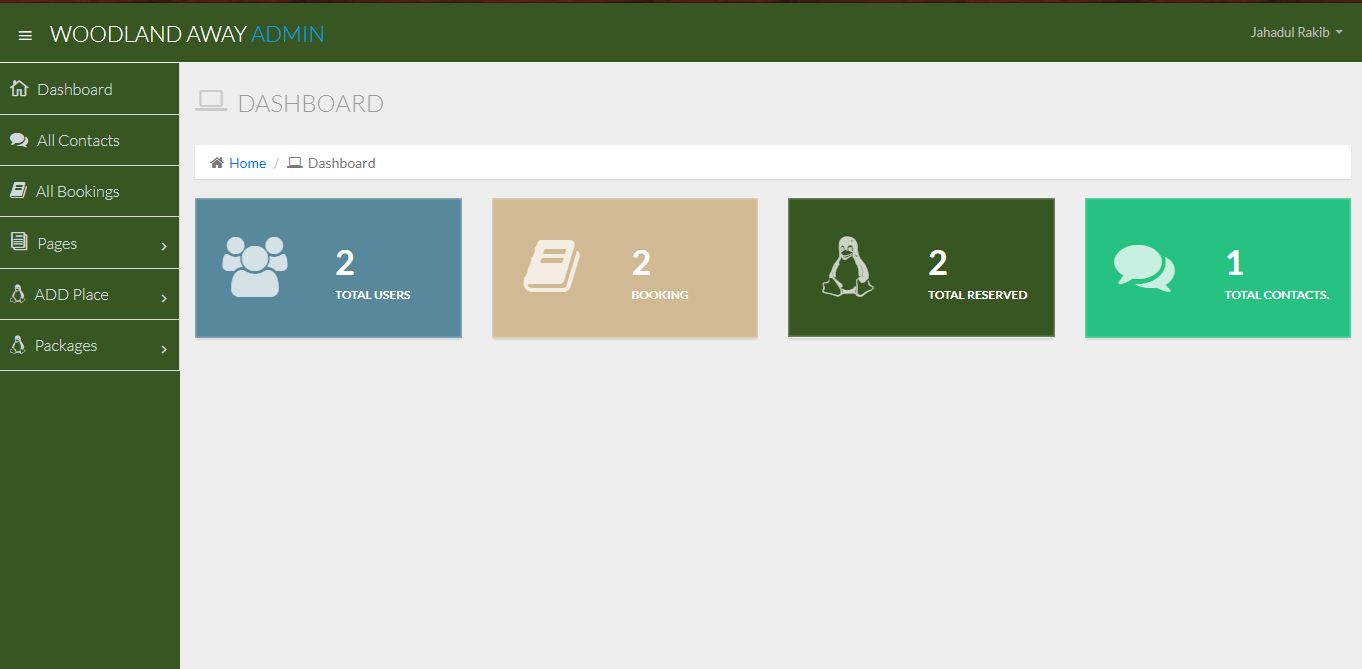 WOODLAND AWAY ADMIN
Jahadul Rakib
Dashboard
All Contacts
All Bookings
Pages
ADD Place
Packages
DASHBOARD
Home / Dashboard
2
TOTAL USERS
2
BOOKING
2
TOTAL RESERVED
1
TOTAL CONTACTS.